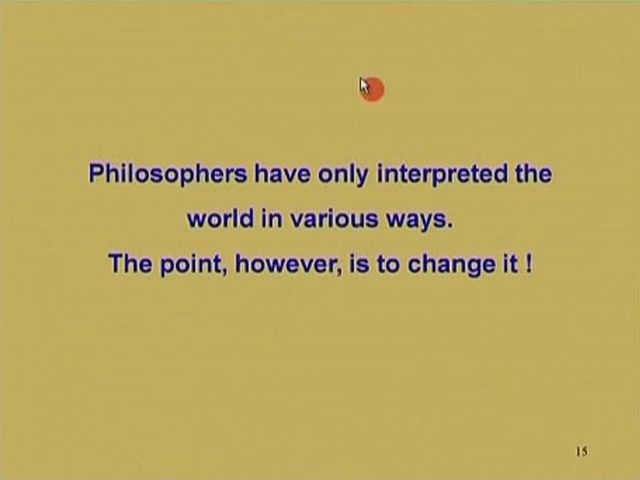 Philosophers have only interpreted the
world in various ways.
The point, however, is to change it !
15